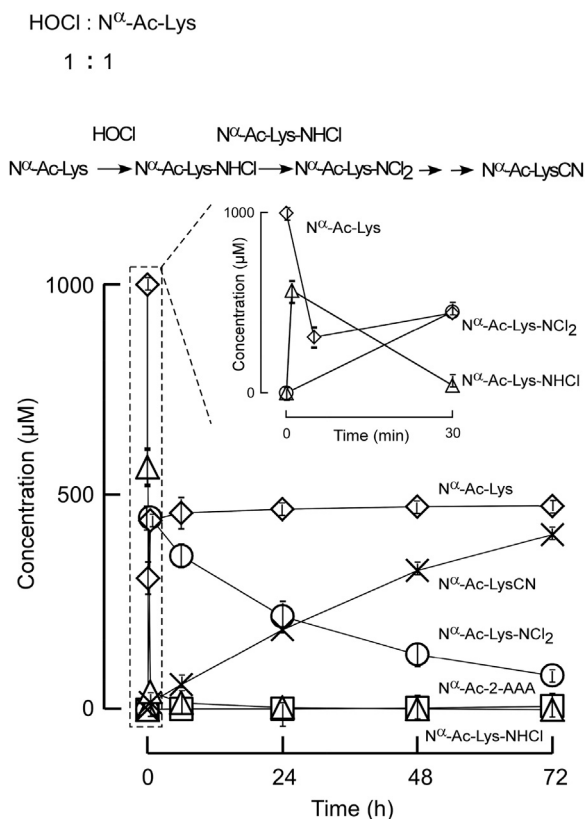 HOCl : Nα-Ac-Lys
1 : 1
HOCl Nα-Ac-Lys-NHCl
Nα-Ac-Lys → Nα-Ac-Lys-NHCl → Nα-Ac-Lys-NCl2 → → Nα-Ac-LysCN
1000
Nα-Ac-Lys
Concentration (µM)
Nα-Ac-Lys-NCl2
Nα-Ac-Lys-NHCl
0
0 30
Time (min)
1000
500
0
Concentration (µM)
Nα-Ac-Lys
Nα-Ac-LysCN
Nα-Ac-Lys-NCl2
Nα-Ac-2-AAA
Nα-Ac-Lys-NHCl
0 24 48 72
Time (h)